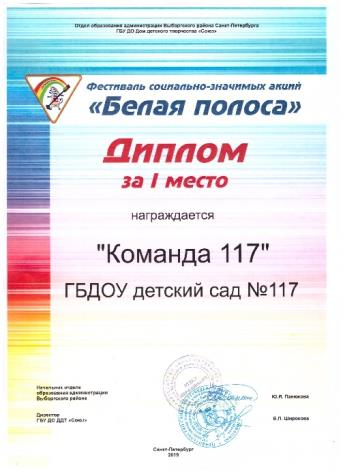 Отдел образования администрации Выборгского района Санкт-Петербурга
ГБУ ДО Дом детского творчества «Союз»
Фестиваль социально-значимых акций
«Белая полоса»
Диплом
за I место
награждается
"Команда 117"
ГБДОУ детский сад №117
Начальник отдела
образования администрации
Выборгского района
Ю.Я. Панюкова
Директор
ГБУ ДО ДДТ «Союз»
Е.П. Широкова
Санкт-Петербург
2019